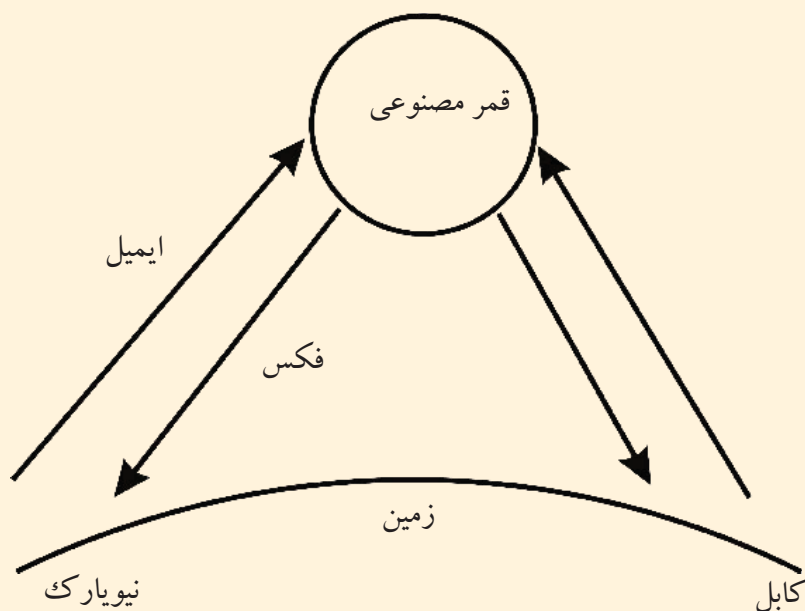 قمر مصنوعی
ایمیل
فکس
زمین
نیویارک
کابل